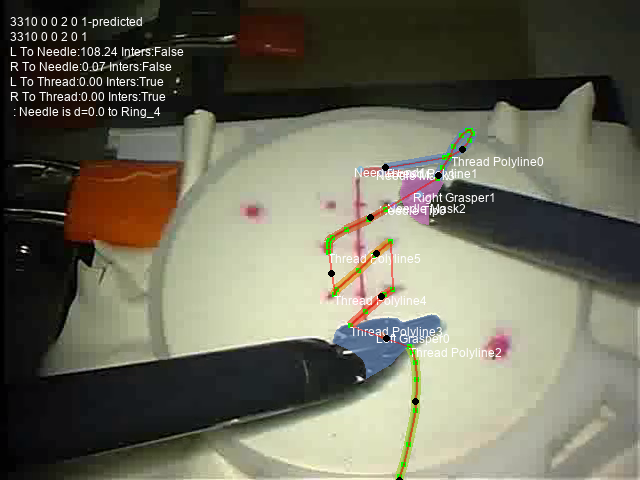 3310 0 0 2 0 1-predicted
3310 0 0 2 0 1
L To Needle:108.24 Inters:False
R To Needle:0.07 Inters:False
L To Thread:0.00 Inters:True
R To Thread:0.00 Inters:True
: Needle is d=0.0 to Ring_4
Thread Polyline0
Right Grasper1
Needle Mask2
Thread Polyline5
Thread Polyline4
Thread Polyline3
Left Grasper0
Thread Polyline2